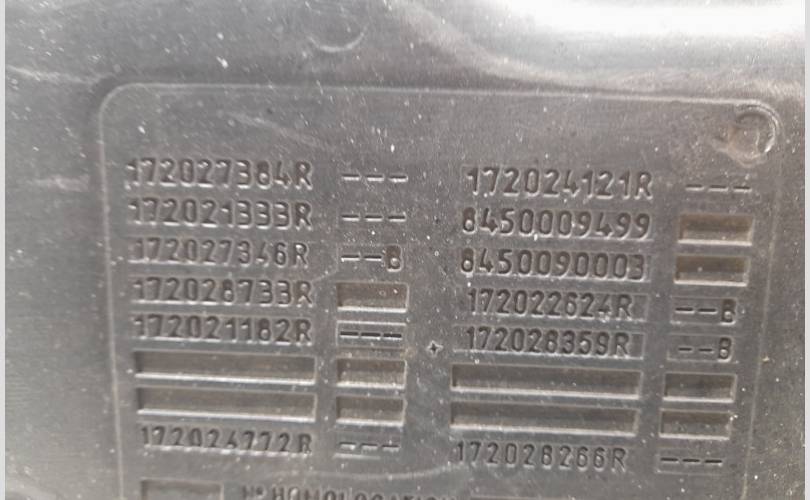 172027384R --- 172024121R ---
172021333R --- 8450009499
172027346R --B 8450090003
172028733R 172022624R --B
172021182R --- 172028359R --B
172024772R --- 172028266R ---